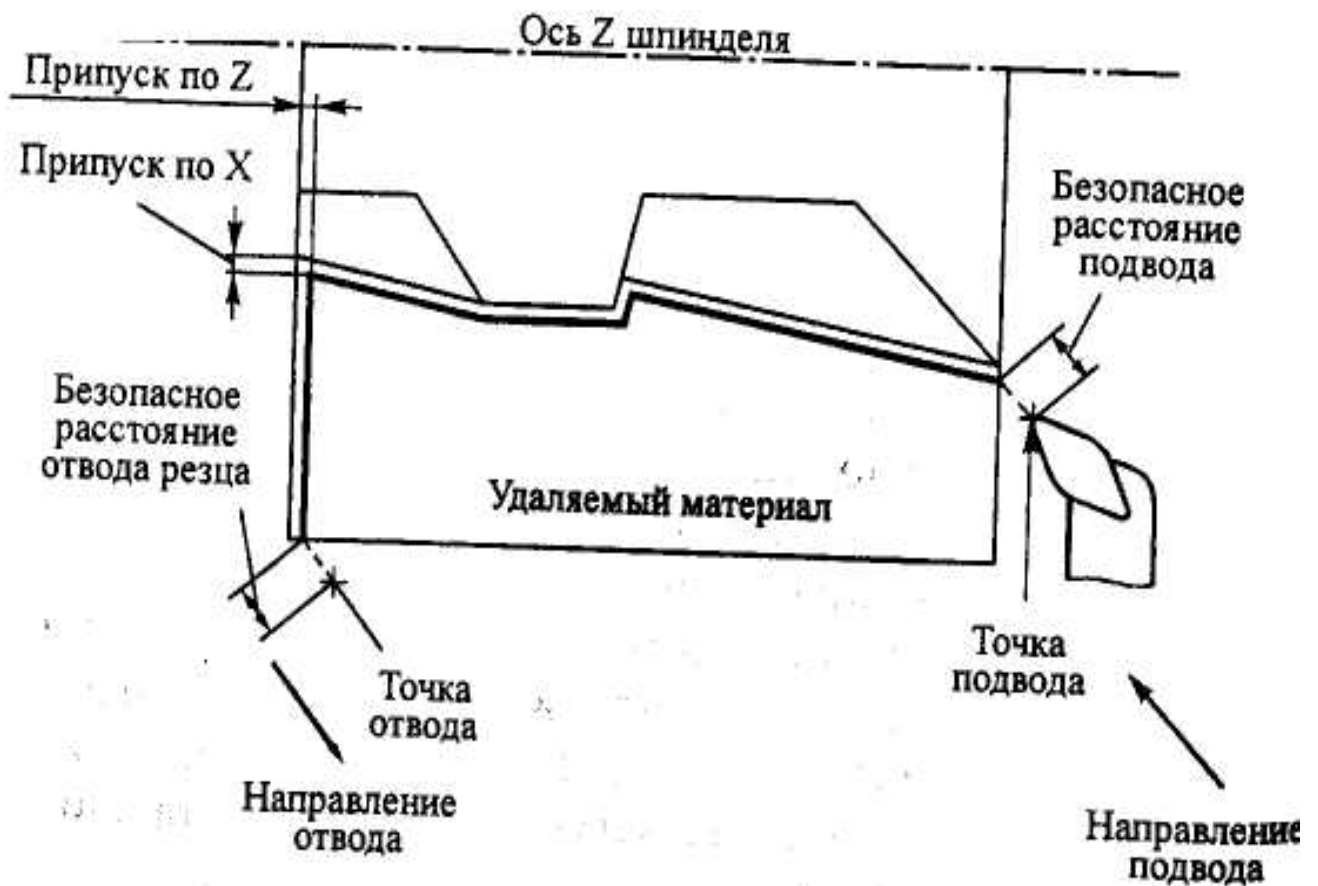 Ось Z шпинделя
Припуск по Z
Припуск по X
Безопасное
расстояние
подвода
Безопасное
расстояние
отвода резца
Удаляемый материал
Точка
подвода
Точка
отвода
Направление
отвода
Направление
подвода